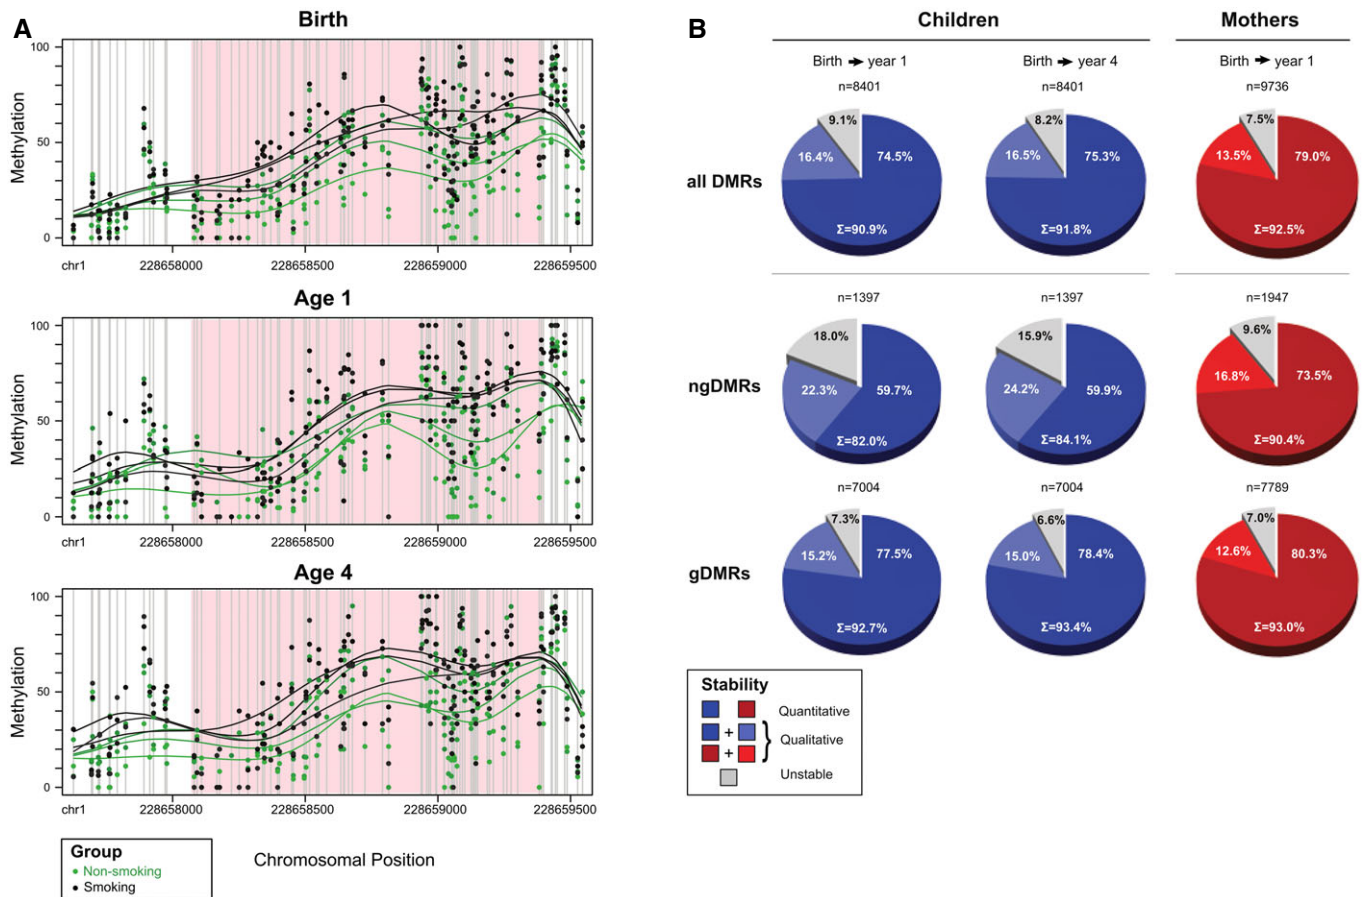 A
Birth
Methylation
100
50
0
chr1
228658000
228658500
228659000
228659500
Age 1
Methylation
100
50
0
chr1
228658000
228658500
228659000
228659500
Age 4
Methylation
100
50
0
chr1
228658000
228658500
228659000
228659500
Chromosomal Position
Group
Non-smoking
Smoking
B
Children
Mothers
Birth → year 1
Birth → year 4
Birth → year 1
n=8401
n=8401
n=9736
all DMRs
9.1%
16.4%
74.5%
Σ=90.9%
8.2%
16.5%
75.3%
Σ=91.8%
7.5%
13.5%
79.0%
Σ=92.5%
n=1397
n=1397
n=1947
ngDMRs
18.0%
22.3%
59.7%
Σ=82.0%
15.9%
24.2%
59.9%
Σ=84.1%
9.6%
16.8%
73.5%
Σ=90.4%
n=7004
n=7004
n=7789
gDMRs
7.3%
15.2%
77.5%
Σ=92.7%
6.6%
15.0%
78.4%
Σ=93.4%
7.0%
12.6%
80.3%
Σ=93.0%
Stability
Quantitative
+
+
} Qualitative
Unstable